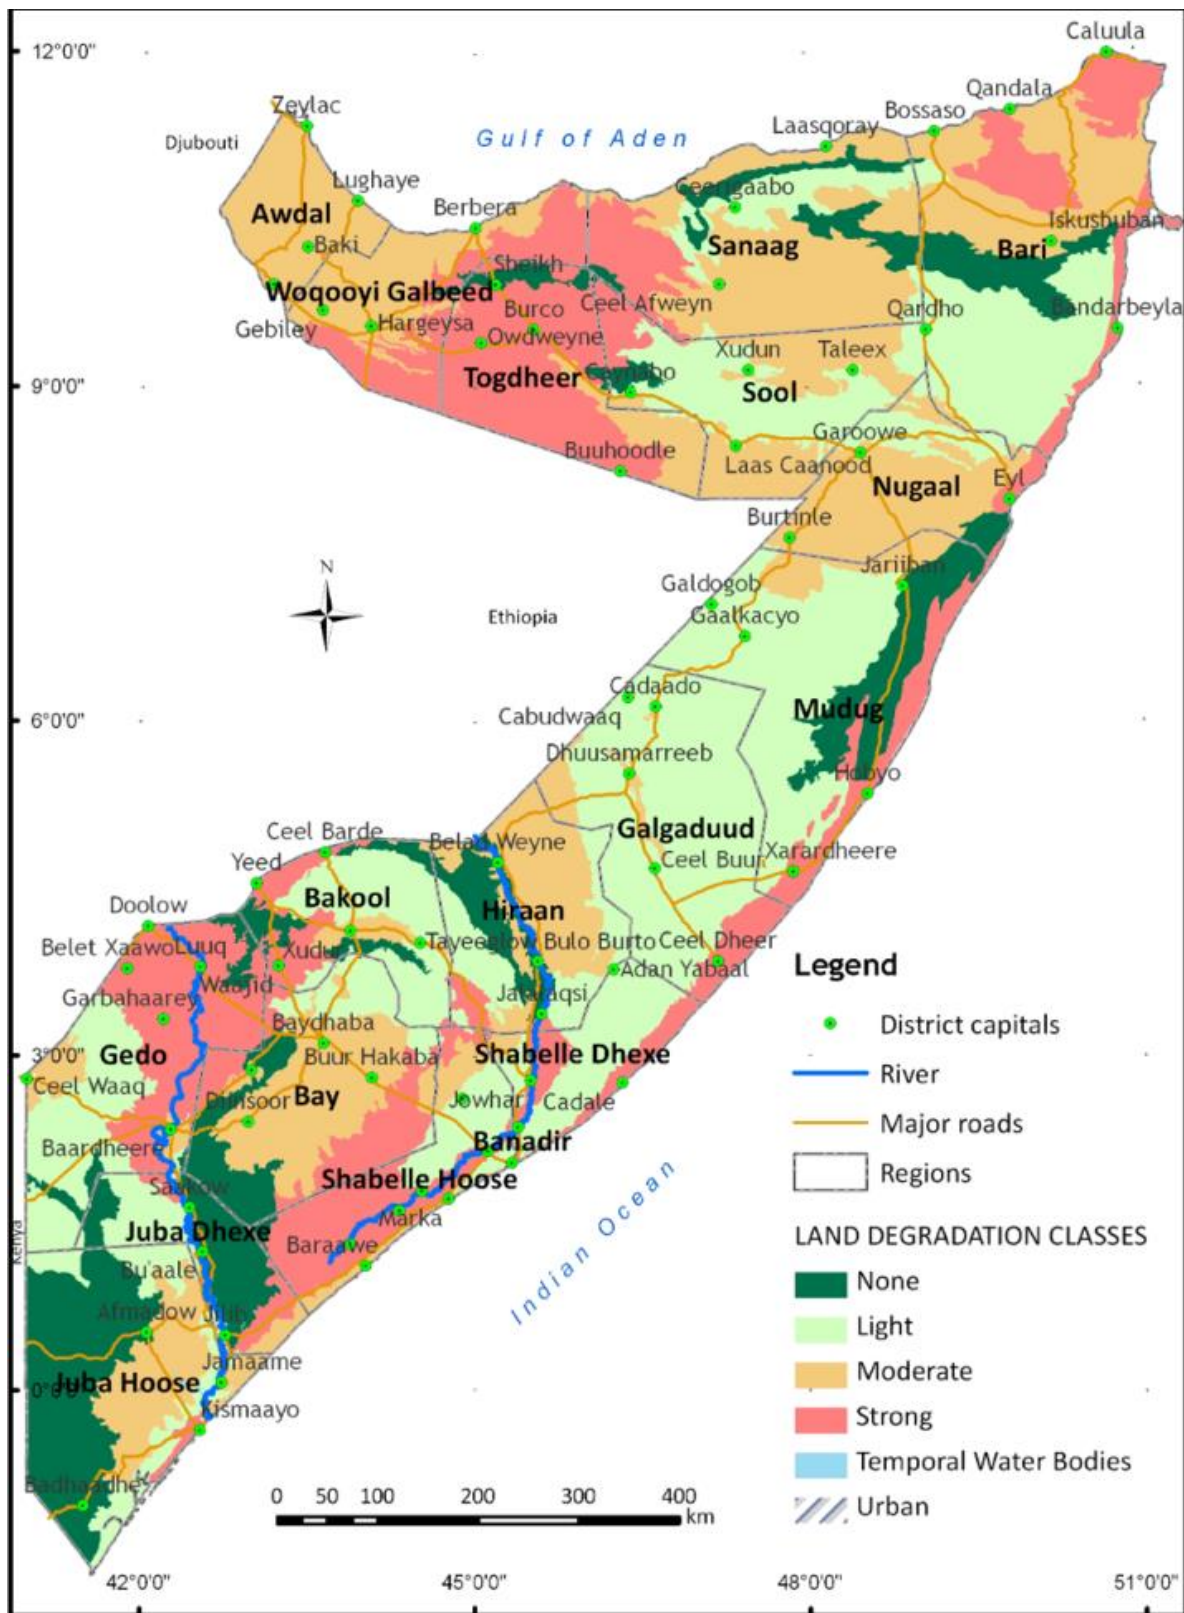 12°0'0"
Caluula
Qandala
Bossaso
Zeylac
Laasqoray
Djubouti
Gulf of Aden
Lughaye
Ceerigaabo
Berbera
Awdal
Iskushuban
Baki
Sanaag
Bari
Sheikh
Woqooyi Galbeed
Burco
Ceel Afweyn
Qardho
Bandarbeyla
Gebiley
Hargeysa
Owdweyne
Xudun
Taleex
Caynabo
9°0'0"
Togdheer
Sool
Garoowe
Buuhoodle
Laas Caanood
Nugaal
Eyl
Burtinle
Jariiban
N
Galdogob
Gaalkacyo
Ethiopia
Cadaado
6°0'0"
Cabudwaaq
Mudug
Dhuusamarreeb
Hobyo
Ceel Barde
Belad Weyne
Galgaduud
Yeed
Ceel Buur
Xarardheere
Bakool
Doolow
Hiraan
Belet Xaawo
Luuq
Xudur
Tayeeglow
Bulo Burto
Ceel Dheer
Waajid
Adan Yabaal
Legend
Garbahaarey
Jalalaqsi
Baydhaba
District capitals
3°0'0"
Gedo
Buur Hakaba
Shabelle Dhexe
River
Ceel Waaq
Diinsoor
Bay
Jowhar
Cadale
Major roads
Baardheere
Banadir
Saakow
Shabelle Hoose
Regions
Marka
Juba Dhexe
Kenya
Baraawe
Indian Ocean
LAND DEGRADATION CLASSES
Bu'aale
None
Afmadow
Jilib
Light
Jamaame
Moderate
0°0'0"
Juba Hoose
Kismaayo
Strong
Badhaadhe
Temporal Water Bodies
0 50 100 200 300 400
km
Urban
42°0'0"
45°0'0"
48°0'0"
51°0'0"